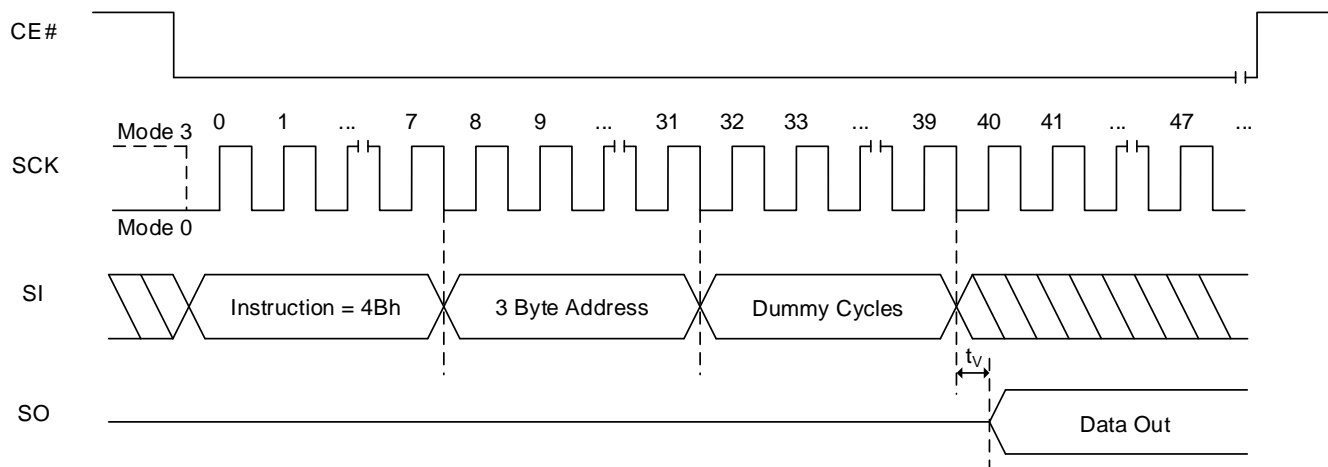 CE#
0 1 ... 7 8 9 ... 31 32 33 ... 39 40 41 ... 47 ...
Mode 3
SCK
Mode 0
SI
Instruction = 4Bh
3 Byte Address
Dummy Cycles
tV
SO
Data Out